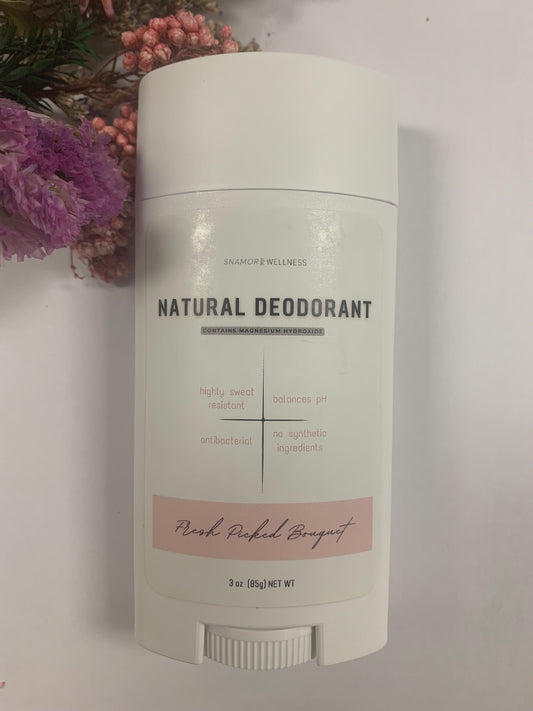 SNAMOR WELLNESS
NATURAL DEODORANT
CONTAINS MAGNESIUM HYDROXIDE
highly sweat
resistant
balances pH
antibacterial
no synthetic
ingredients
Fresh Picked Bouquet
3 oz (85g) NET WT